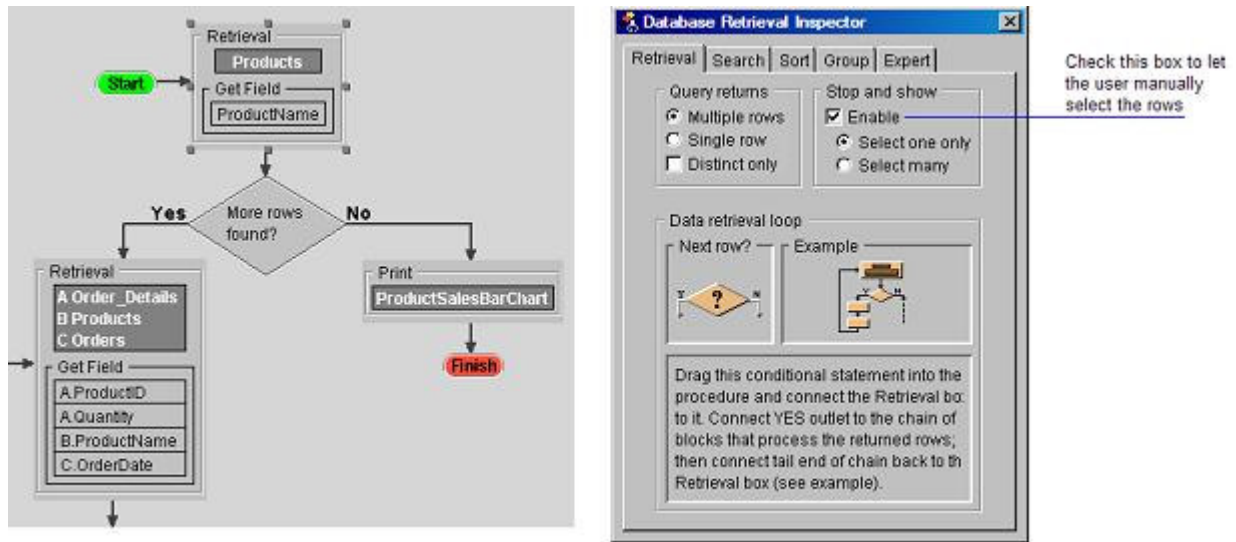 Retrieval
Products
Start
Get Field
ProductName
Yes
More rows
found?
No
Retrieval
A Order_Details
B Products
C Orders
Get Field
A.ProductID
A.Quantity
B.ProductName
C.OrderDate
Print
ProductSalesBarChart
Finish
Database Retrieval Inspector
Retrieval Search Sort Group Expert
Query returns
Multiple rows
Single row
Distinct only
Stop and show
Enable
Select one only
Select many
Data retrieval loop
Next row?
Y ? N
Example
Y N
Drag this conditional statement into the
procedure and connect the Retrieval bo
to it. Connect YES outlet to the chain of
blocks that process the returned rows;
then connect tail end of chain back to th
Retrieval box (see example).
Check this box to let
the user manually
select the rows